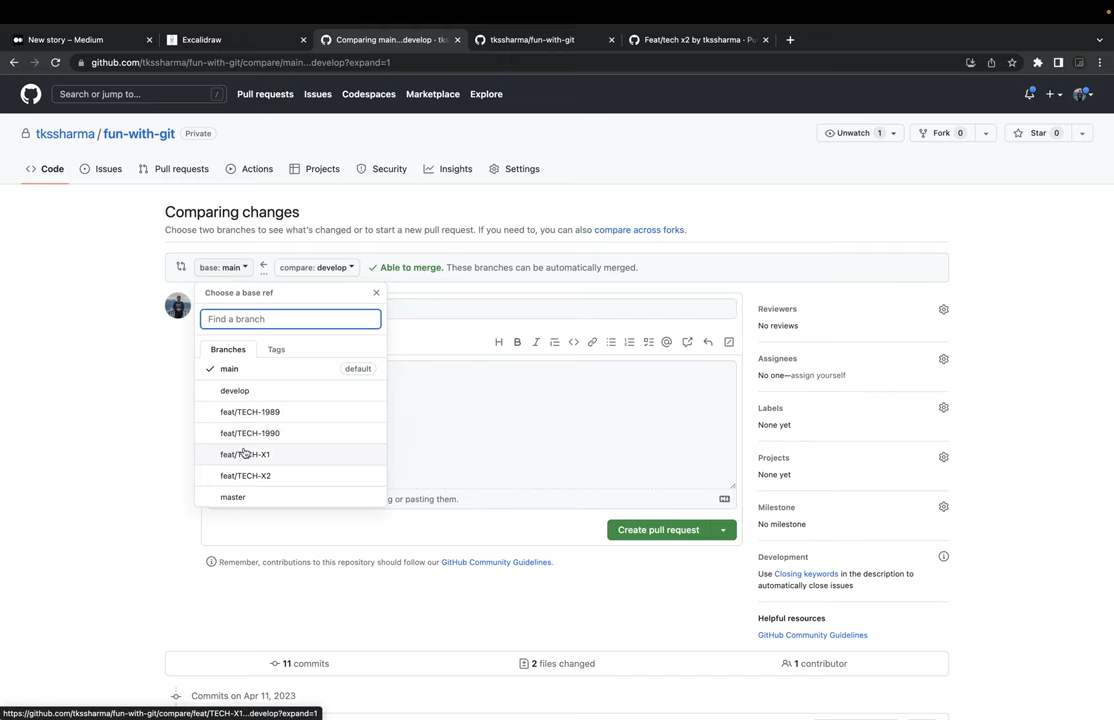 New story – Medium
Excalidraw
Comparing main...develop · tks
tkssharma/fun-with-git
Feat/tech x2 by tkssharma · Pu
github.com/tkssharma/fun-with-git/compare/main...develop?expand=1
Search or jump to...
/
Pull requests
Issues
Codespaces
Marketplace
Explore
tkssharma / fun-with-git
Private
Unwatch 1
Fork 0
Star 0
Code
Issues
Pull requests
Actions
Projects
Security
Insights
Settings
Comparing changes
Choose two branches to see what's changed or to start a new pull request. If you need to, you can also compare across forks.
base: main
...
compare: develop
Able to merge. These branches can be automatically merged.
Choose a base ref
Find a branch
Branches
Tags
main
default
develop
feat/TECH-1989
feat/TECH-1990
feat/TECH-X1
feat/TECH-X2
master
g or pasting them.
Create pull request
Remember, contributions to this repository should follow our GitHub Community Guidelines.
Reviewers
No reviews
Assignees
No one—assign yourself
Labels
None yet
Projects
None yet
Milestone
No milestone
Development
Use Closing keywords in the description to
automatically close issues
Helpful resources
GitHub Community Guidelines
11 commits
2 files changed
1 contributor
Commits on Apr 11, 2023
https://github.com/tkssharma/fun-with-git/compare/feat/TECH-X1...develop?expand=1